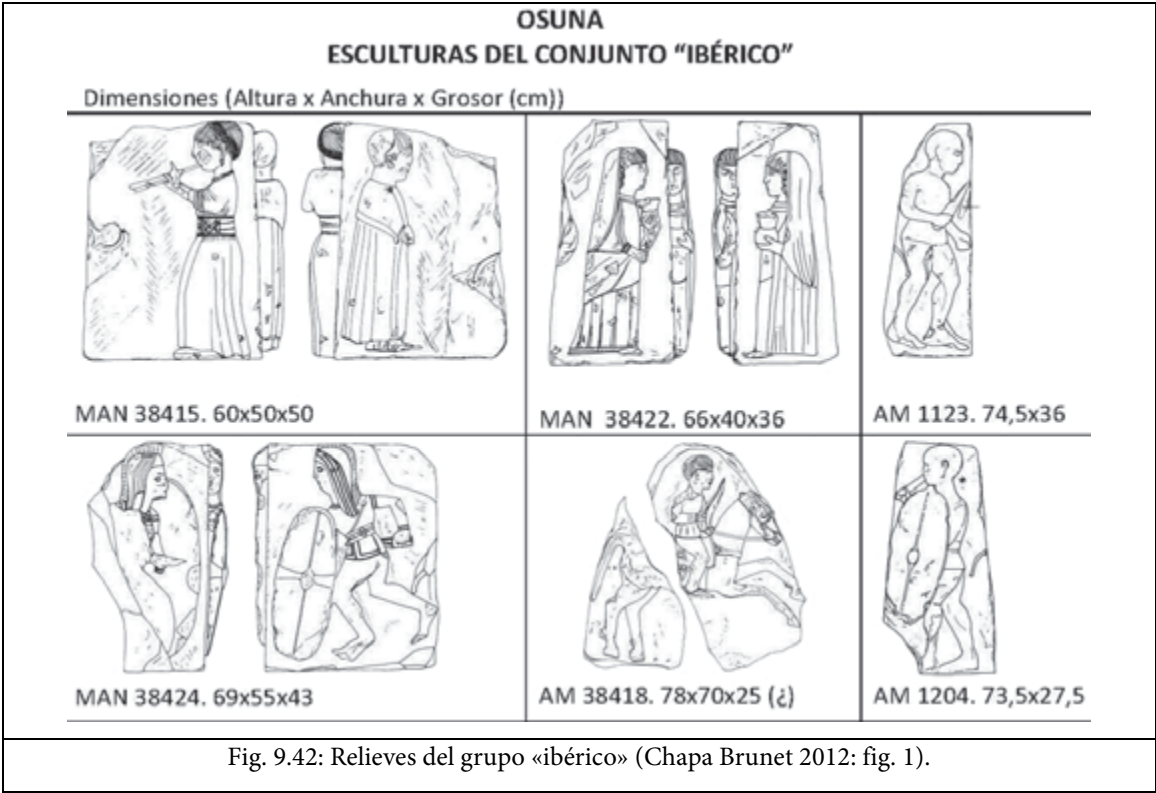 OSUNA
ESCULTURAS DEL CONJUNTO “IBÉRICO”
Dimensiones (Altura x Anchura x Grosor (cm))
MAN 38415. 60x50x50
MAN 38422. 66x40x36
AM 1123. 74,5x36
MAN 38424. 69x55x43
AM 38418. 78x70x25 (¿)
AM 1204. 73,5x27,5
Fig. 9.42: Relieves del grupo «ibérico» (Chapa Brunet 2012: fig. 1).